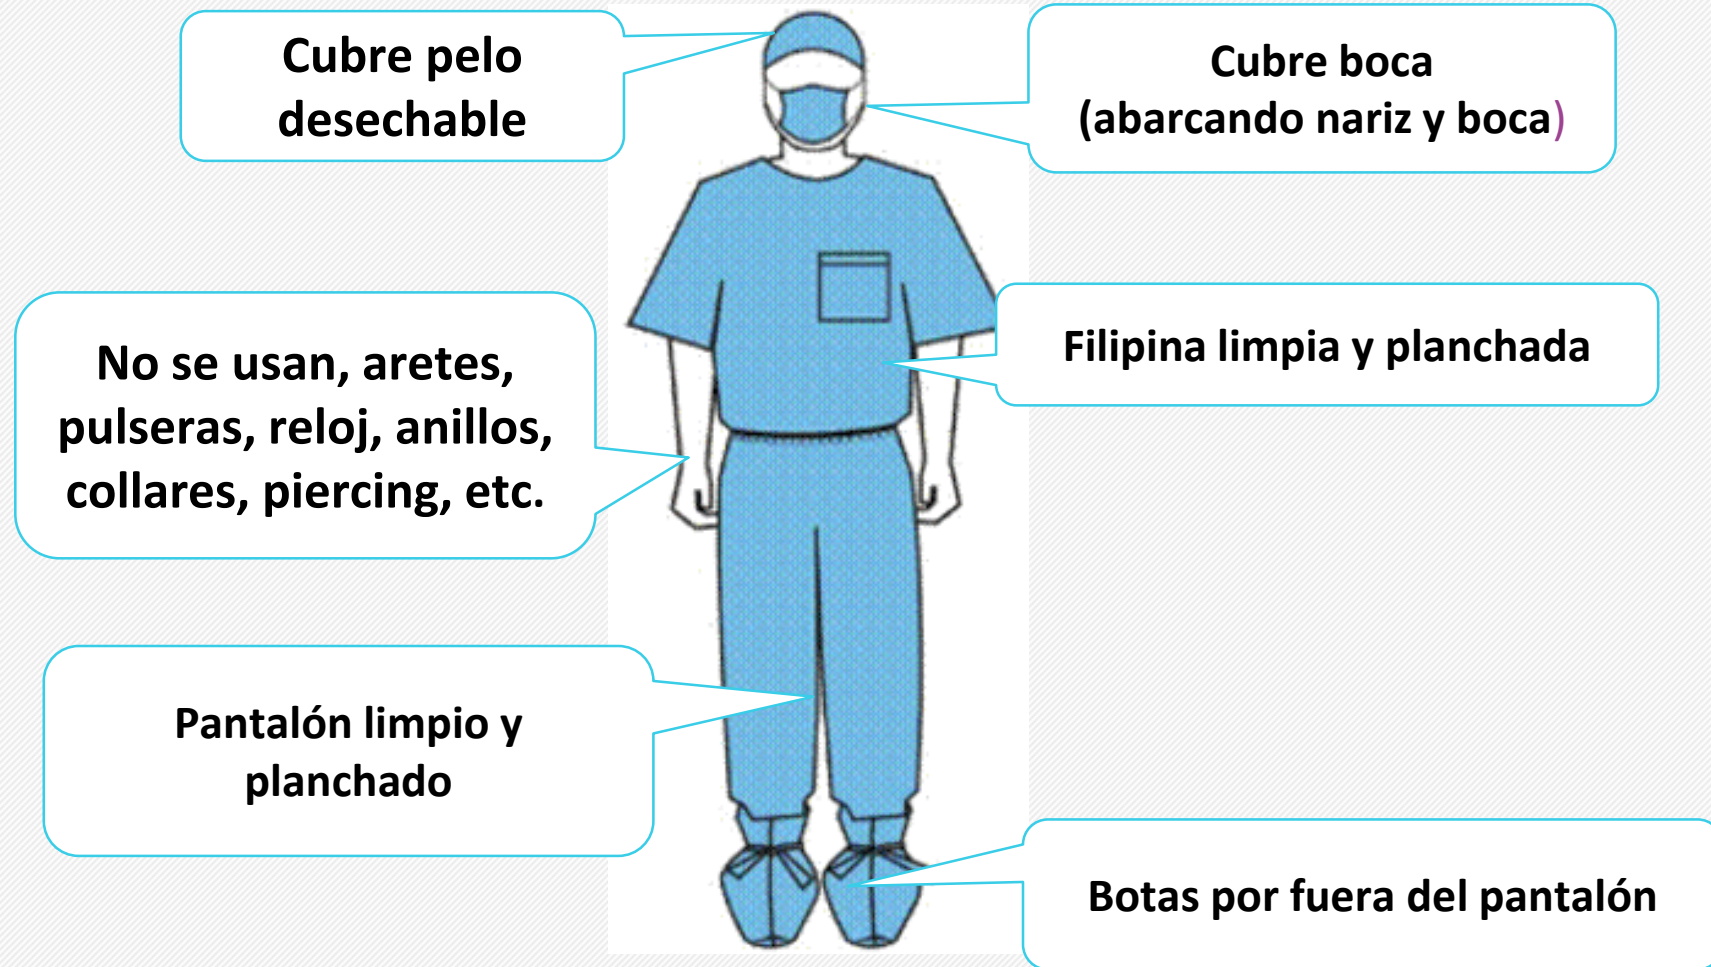 Cubre pelo
desechable
Cubre boca
(abarcando nariz y boca)
No se usan, aretes,
pulseras, reloj, anillos,
collares, piercing, etc.
Filipina limpia y planchada
Pantalón limpio y
planchado
Botas por fuera del pantalón